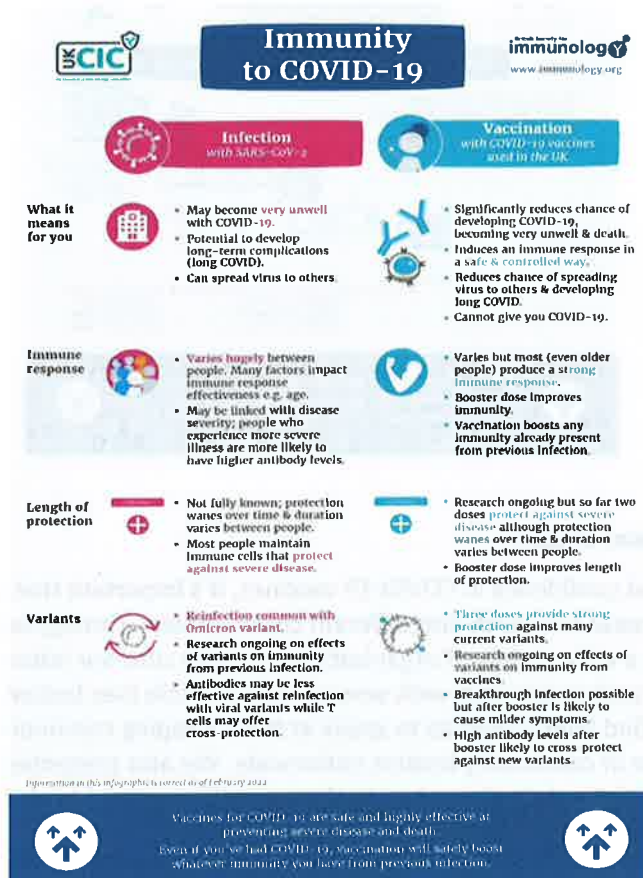 UK
CIC
Immunity
to COVID-19
British Society for
immunology
www.immunology.org
Infection
with SARS-CoV-2
Vaccination
with COVID-19 vaccines
used in the UK
What it
means
for you
• May become very unwell
with COVID-19.
• Potential to develop
long-term complications
(long COVID).
• Can spread virus to others.
• Significantly reduces chance of
developing COVID-19,
becoming very unwell & death.
• Induces an immune response in
a safe & controlled way.
• Reduces chance of spreading
virus to others & developing
long COVID.
• Cannot give you COVID-19.
Immune
response
• Varies hugely between
people. Many factors impact
immune response
effectiveness e.g. age.
• May be linked with disease
severity; people who
experience more severe
illness are more likely to
have higher antibody levels.
• Varies but most (even older
people) produce a strong
immune response.
• Booster dose improves
immunity.
• Vaccination boosts any
immunity already present
from previous infection.
Length of
protection
• Not fully known; protection
wanes over time & duration
varies between people.
• Most people maintain
immune cells that protect
against severe disease.
• Research ongoing but so far two
doses protect against severe
disease although protection
wanes over time & duration
varies between people.
• Booster dose improves length
of protection.
Variants
• Reinfection common with
Omicron variant.
• Research ongoing on effects
of variants on immunity
from previous infection.
• Antibodies may be less
effective against reinfection
with viral variants while T
cells may offer
cross-protection.
• Three doses provide strong
protection against many
current variants.
• Research ongoing on effects of
variants on immunity from
vaccines.
• Breakthrough infection possible
but after booster is likely to
cause milder symptoms.
• High antibody levels after
booster likely to cross protect
against new variants.
Information in this infographic is correct as of February 2022
Vaccines for COVID-19 are safe and highly effective at
preventing severe disease and death.
Even if you've had COVID-19, vaccination will safely boost
whatever immunity you have from previous infection.